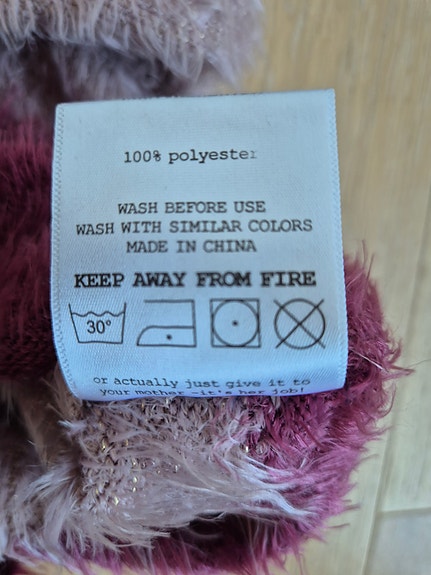 100% polyester
WASH BEFORE USE
WASH WITH SIMILAR COLORS
MADE IN CHINA
KEEP AWAY FROM FIRE
30°
or actually just give it to
your mother -it's her job!